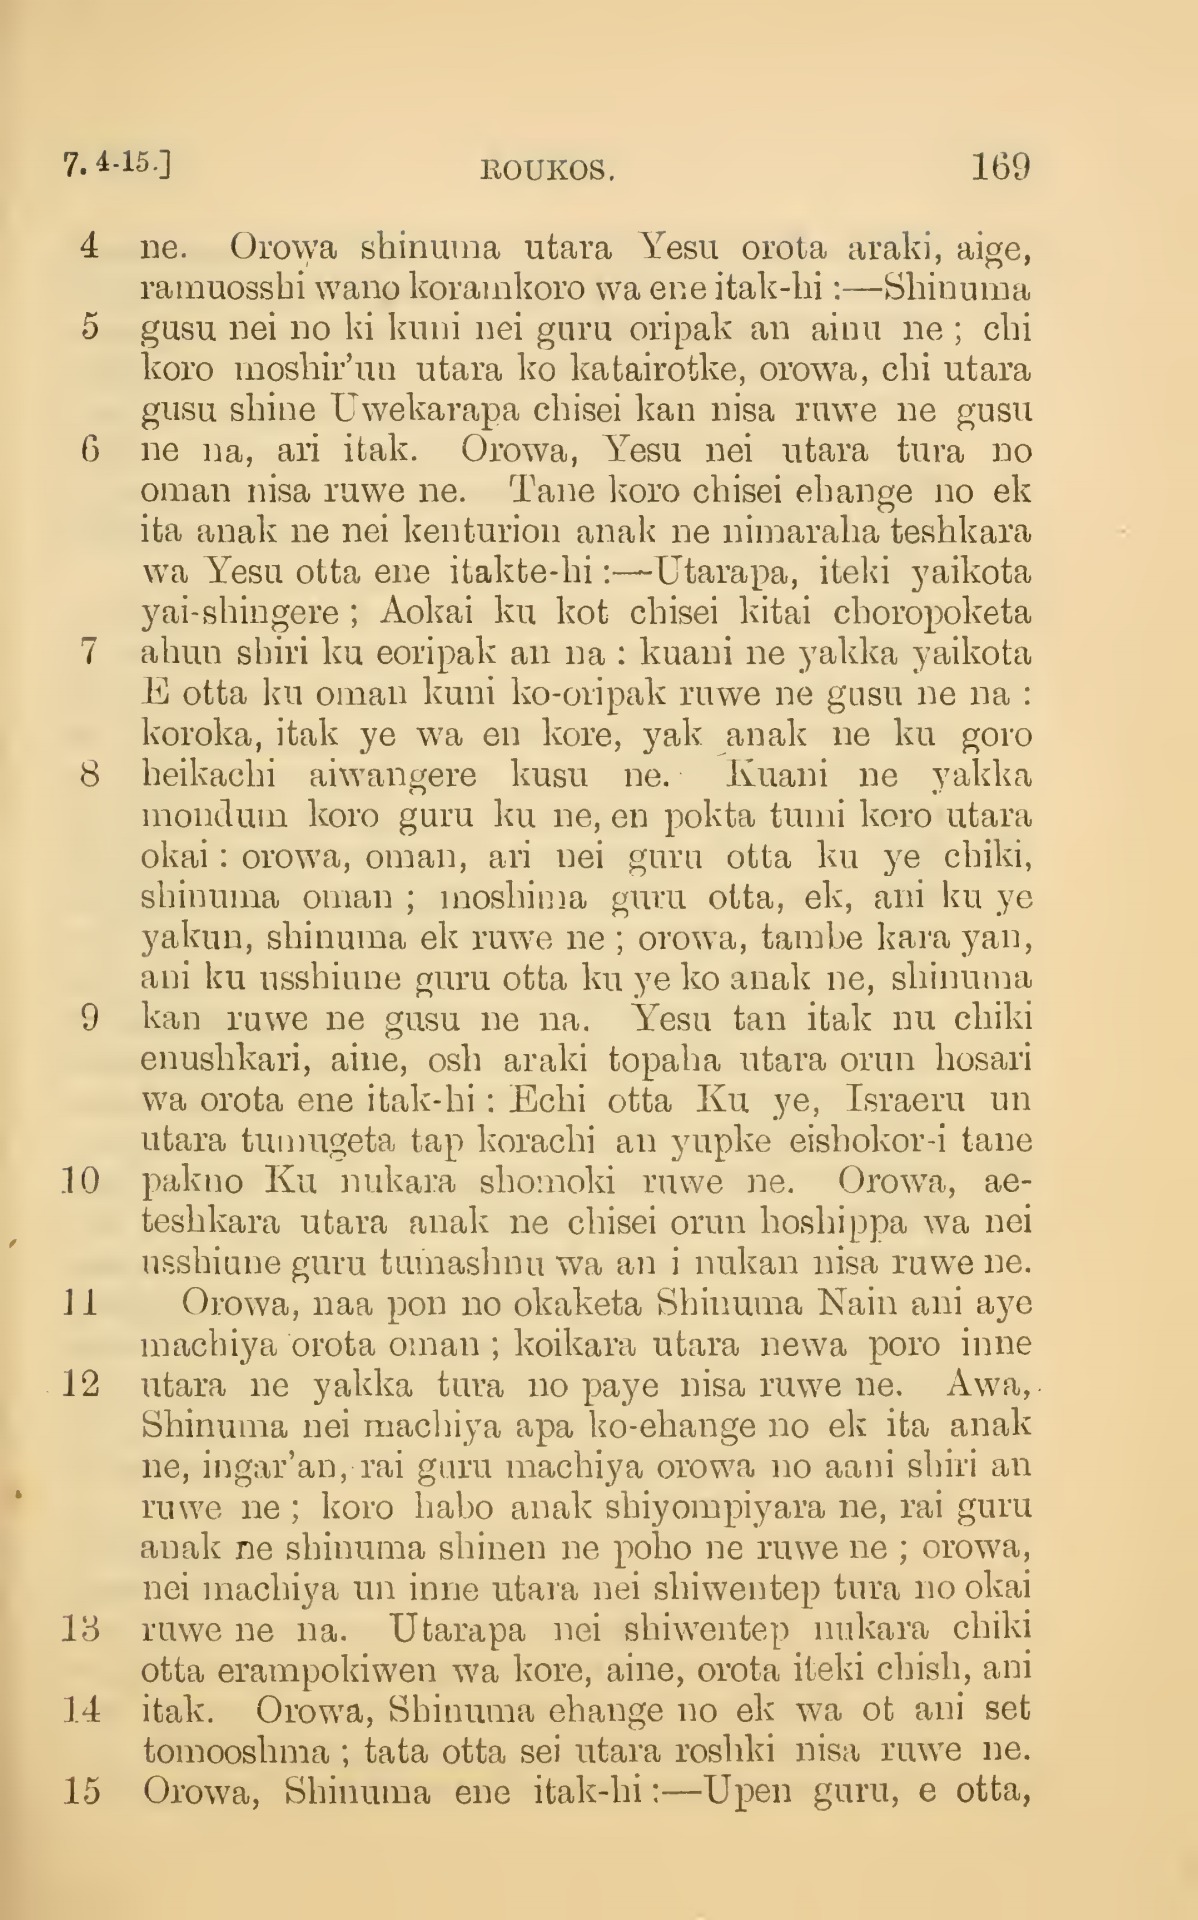 7. 4-15.] ROUKOS. 169
4 ne. Orowa shinuma utara Yesu orota araki, aige,
ramuosshi wano koramkoro wa ene itak-hi :—Shinuma
5 gusu nei no ki kuni nei guru oripak an ainu ne ; chi
koro moshir'un utara ko katairotke, orowa, chi utara
gusu shine Uwekarapa chisei kan nisa ruwe ne gusu
6 ne na, ari itak. Orowa, Yesu nei utara tura no
oman nisa ruwe ne. Tane koro chisei ehange no ek
ita anak ne nei kenturion anak ne nimaraha teshkara
wa Yesu otta ene itakte-hi :—Utarapa, iteki yaikota
yai-shingere ; Aokai ku kot chisei kitai choropoketa
7 ahun shiri ku eoripak an na : kuani ne yakka yaikota
E otta ku oman kuni ko-oripak ruwe ne gusu ne na :
koroka, itak ye wa en kore, yak anak ne ku goro
8 heikachi aiwangere kusu ne. Kuani ne yakka
mondum koro guru ku ne, en pokta tumi koro utara
okai : orowa, oman, ari nei guru otta ku ye chiki,
shinuma oman ; moshima guru otta, ek, ani ku ye
yakun, shinuma ek ruwe ne ; orowa, tambe kara yan,
ani ku usshiune guru otta ku ye ko anak ne, shinuma
9 kan ruwe ne gusu ne na. Yesu tan itak nu chiki
enushkari, aine, osh araki topaha utara orun hosari
wa orota ene itak-hi : Echi otta Ku ye, Israeru un
utara tumugeta tap korachi an yupke eishokor-i tane
10 pakno Ku nukara shomoki ruwe ne. Orowa, ae-
teshkara utara anak ne chisei orun hoshippa wa nei
usshiune guru tumashnu wa an i nukan nisa ruwe ne.
11 Orowa, naa pon no okaketa Shinuma Nain ani aye
machiya orota oman ; koikara utara newa poro inne
12 utara ne yakka tura no paye nisa ruwe ne. Awa,
Shinuma nei machiya apa ko-ehange no ek ita anak
ne, ingar'an, rai guru machiya orowa no aani shiri an
ruwe ne ; koro habo anak shiyompiyara ne, rai guru
anak ne shinuma shinen ne poho ne ruwe ne ; orowa,
nei machiya un inne utara nei shiwentep tura no okai
13 ruwe ne na. Utarapa nei shiwentep nukara chiki
otta erampokiwen wa kore, aine, orota iteki chish, ani
14 itak. Orowa, Shinuma ehange no ek wa ot ani set
tomooshma ; tata otta sei utara roshki nisa ruwe ne.
15 Orowa, Shinuma ene itak-hi :—Upen guru, e otta,